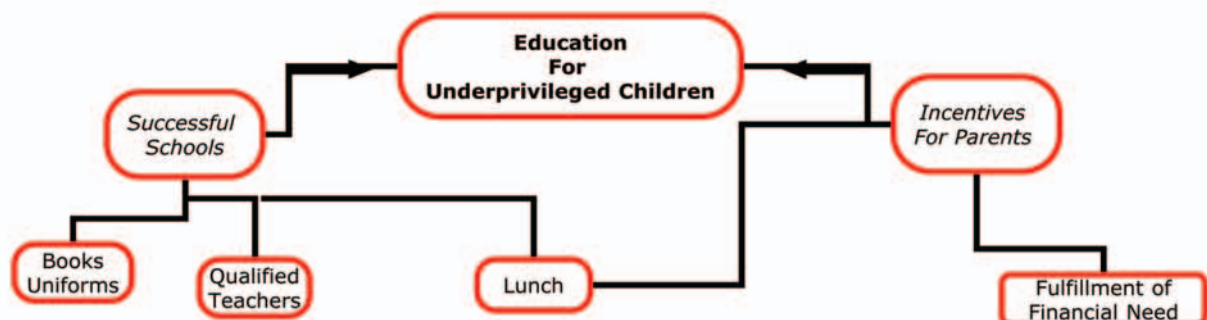 Education
For
Underprivileged Children
Successful
Schools
Incentives
For Parents
Books
Uniforms
Qualified
Teachers
Lunch
Fulfillment of
Financial Need